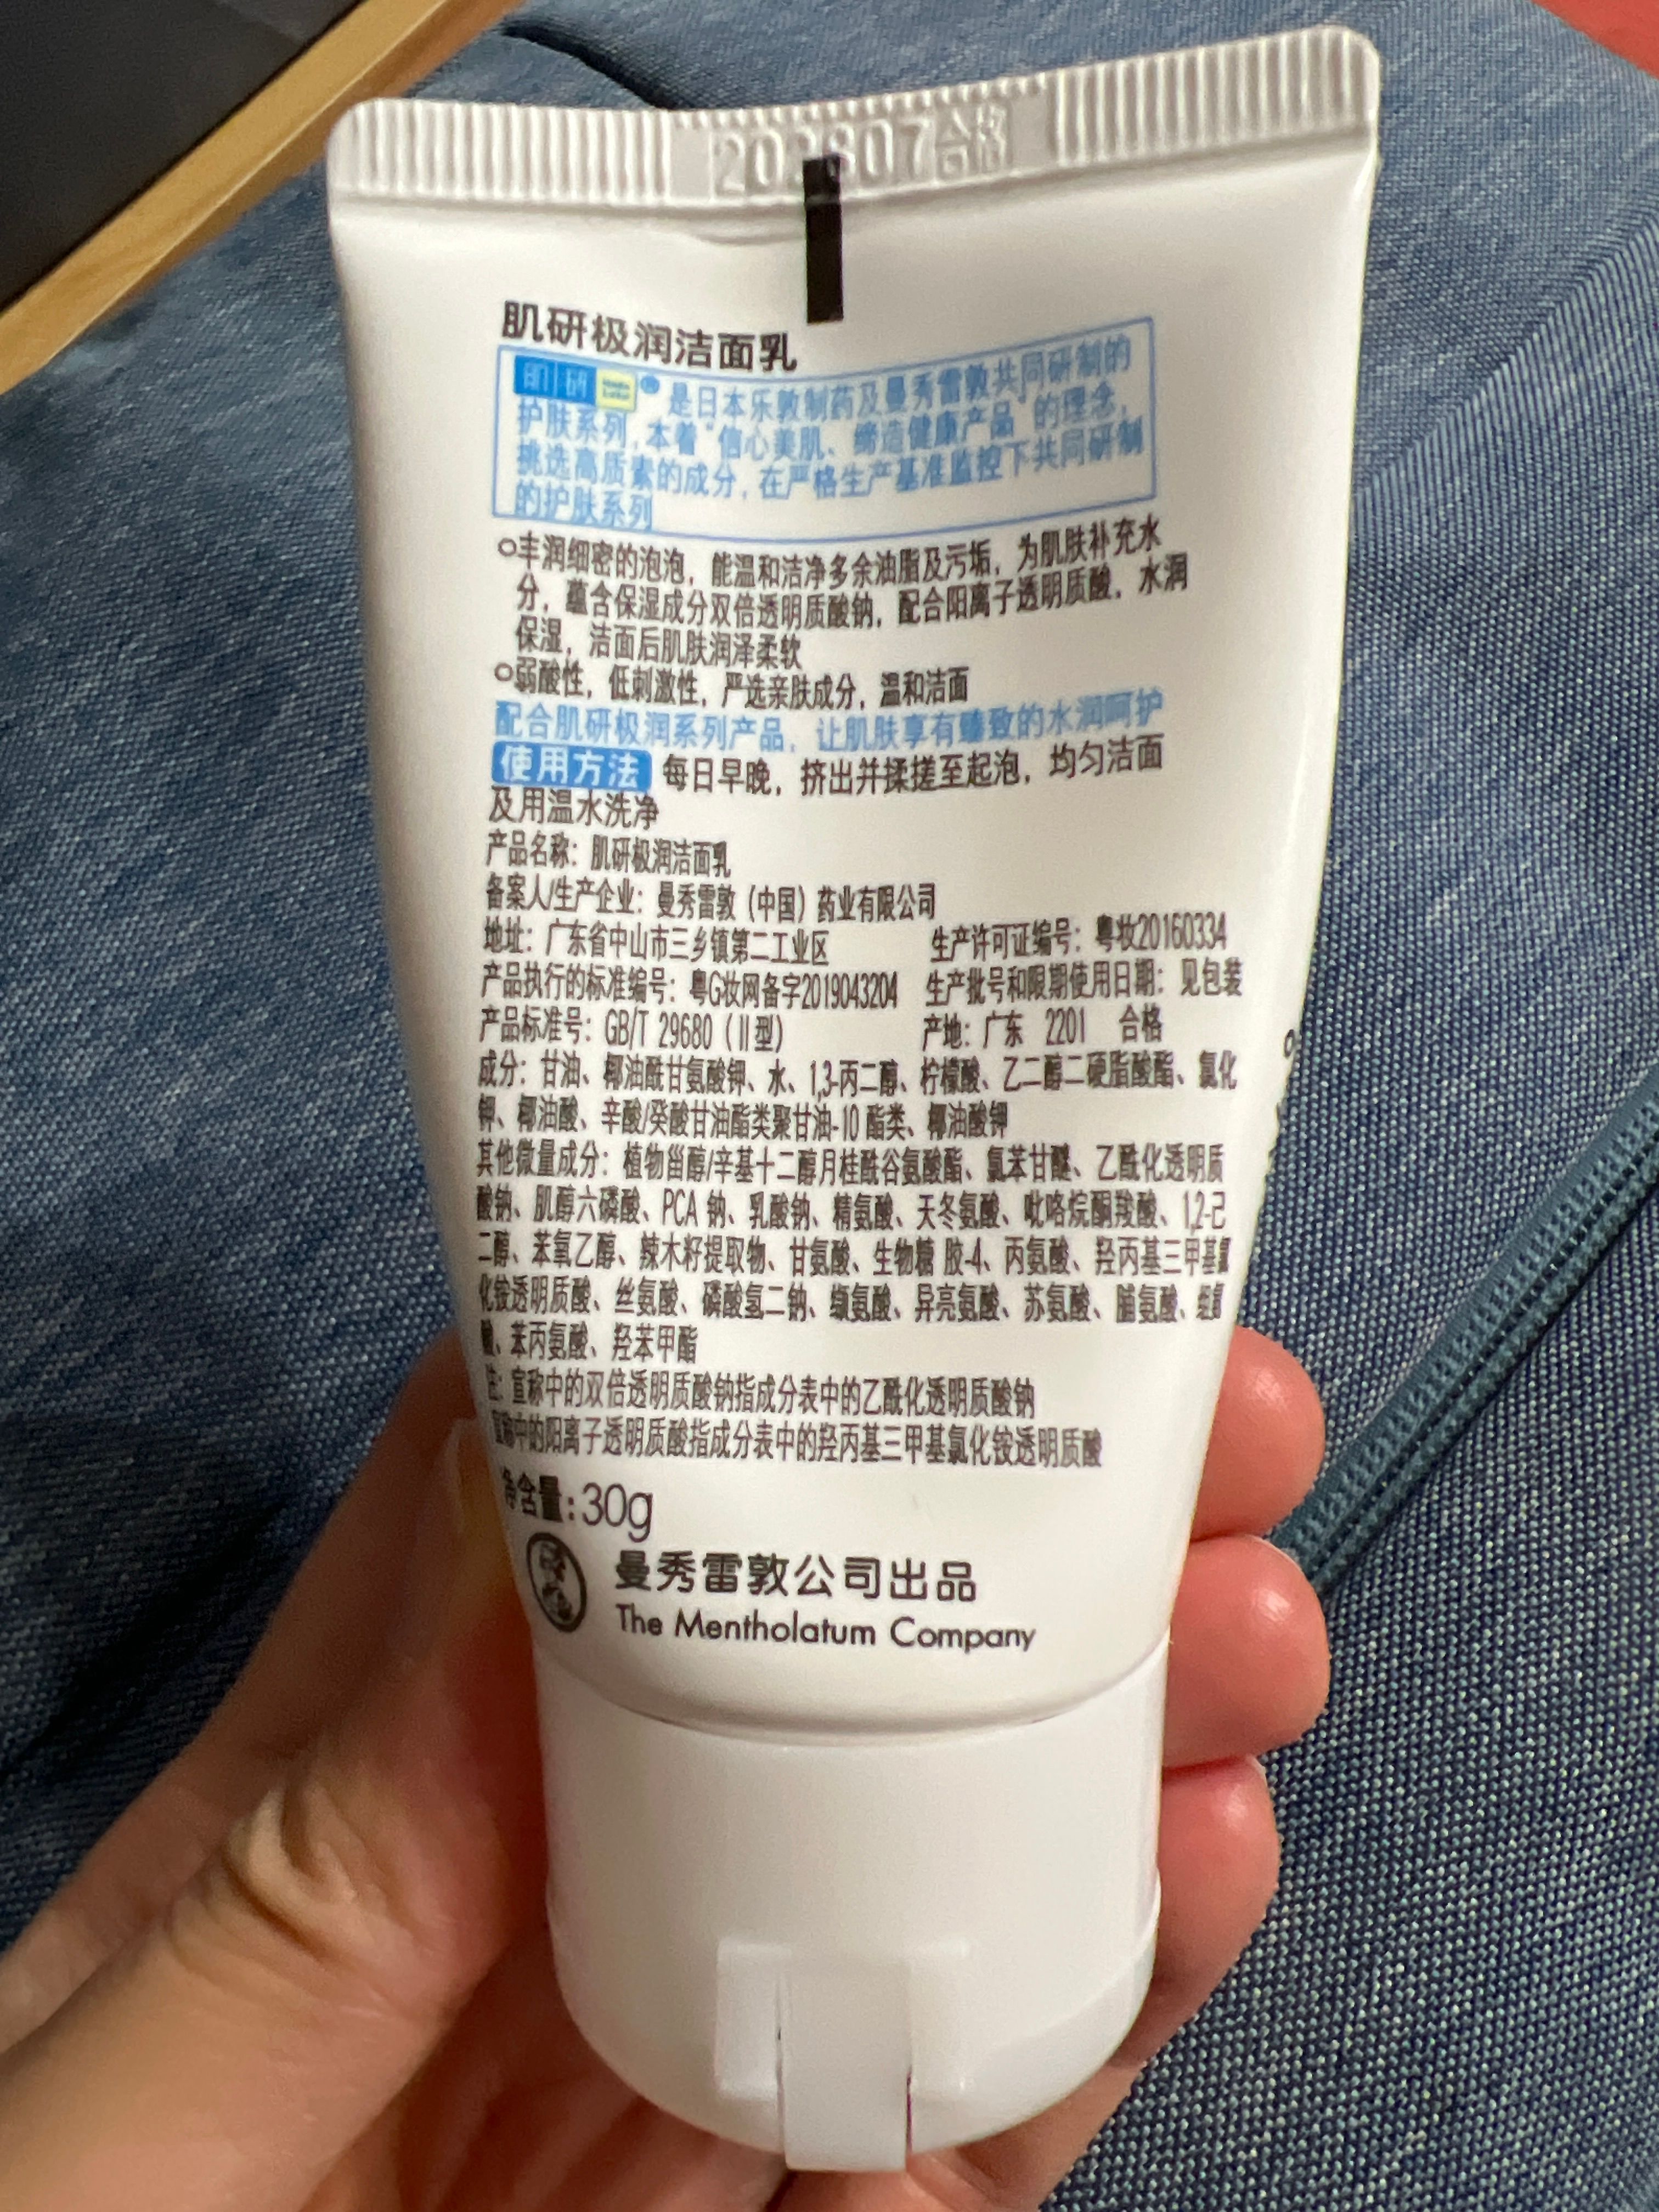 合格
肌研极润洁面乳
肌研 ® 是日本乐敦制药及曼秀雷敦共同研制的
护肤系列,本着"信心美肌、缔造健康产品"的理念,
挑选高质素的成分,在严格生产基准监控下共同研制
的护肤系列
○丰润细密的泡泡，能温和洁净多余油脂及污垢，为肌肤补充水
分，蕴含保湿成分双倍透明质酸钠，配合阳离子透明质酸，水润
保湿，洁面后肌肤润泽柔软
○弱酸性，低刺激性，严选亲肤成分，温和洁面
配合肌研极润系列产品，让肌肤享有臻致的水润呵护
使用方法 每日早晚，挤出并揉搓至起泡，均匀洁面
及用温水洗净
产品名称：肌研极润洁面乳
备案人/生产企业：曼秀雷敦（中国）药业有限公司
地址：广东省中山市三乡镇第二工业区 生产许可证编号：粤妆20160334
产品执行的标准编号：粤G妆网备字2019043204 生产批号和限期使用日期：见包装
产品标准号：GB/T 29680（II型） 产地：广东 2201 合格
成分：甘油、椰油酰甘氨酸钾、水、1,3-丙二醇、柠檬酸、乙二醇二硬脂酸酯、氯化
钾、椰油酸、辛酸/癸酸甘油酯类聚甘油-10 酯类、椰油酸钾
其他微量成分：植物甾醇/辛基十二醇月桂酰谷氨酸酯、氯苯甘醚、乙酰化透明质
酸钠、肌醇六磷酸、PCA 钠、乳酸钠、精氨酸、天冬氨酸、吡咯烷酮羧酸、1,2-己
二醇、苯氧乙醇、辣木籽提取物、甘氨酸、生物糖 胶-4、丙氨酸、羟丙基三甲基氯
化铵透明质酸、丝氨酸、磷酸氢二钠、缬氨酸、异亮氨酸、苏氨酸、脯氨酸、组氨
酸、苯丙氨酸、羟苯甲酯
注：宣称中的双倍透明质酸钠指成分表中的乙酰化透明质酸钠
宣称中的阳离子透明质酸指成分表中的羟丙基三甲基氯化铵透明质酸
净含量:30g
曼秀雷敦公司出品
The Mentholatum Company